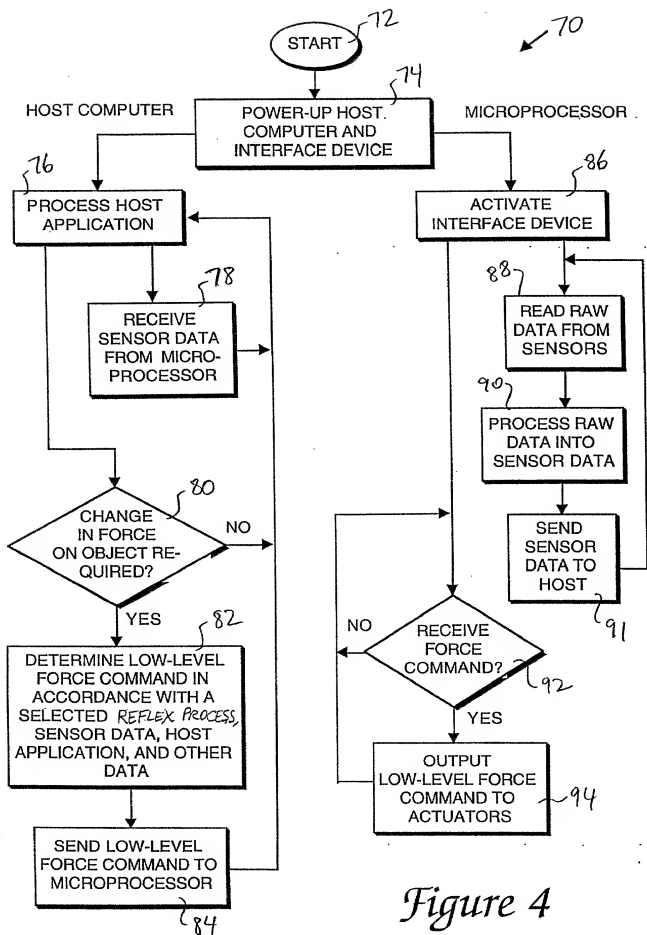 72
START
70
74
HOST COMPUTER
MICROPROCESSOR
POWER-UP HOST.
COMPUTER AND
INTERFACE DEVICE
76
PROCESS HOST
APPLICATION
86
ACTIVATE
INTERFACE DEVICE
78
RECEIVE
SENSOR DATA
FROM MICRO-
PROCESSOR
88
READ RAW
DATA FROM
SENSORS
90
PROCESS RAW
DATA INTO
SENSOR DATA
SEND
SENSOR
DATA TO
HOST
91
80
CHANGE
IN FORCE
ON OBJECT RE-
QUIRED?
NO
YES
82
DETERMINE LOW-LEVEL
FORCE COMMAND IN
ACCORDANCE WITH A
SELECTED REFLEX PROCESS,
SENSOR DATA, HOST
APPLICATION, AND OTHER
DATA
SEND LOW-LEVEL
FORCE COMMAND TO
MICROPROCESSOR
84
NO
RECEIVE
FORCE
COMMAND?
92
YES
OUTPUT
LOW-LEVEL FORCE
COMMAND TO
ACTUATORS
94
Figure 4